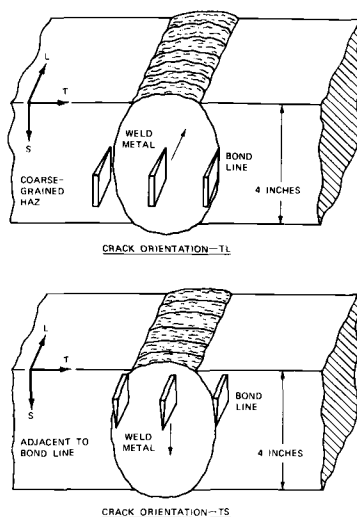 L
T
S
WELD
METAL
BOND
LINE
COARSE-
GRAINED
HAZ
4 INCHES
CRACK ORIENTATION—TL
L
T
S
BOND
LINE
ADJACENT TO
BOND LINE
WELD
METAL
4 INCHES
CRACK ORIENTATION—TS